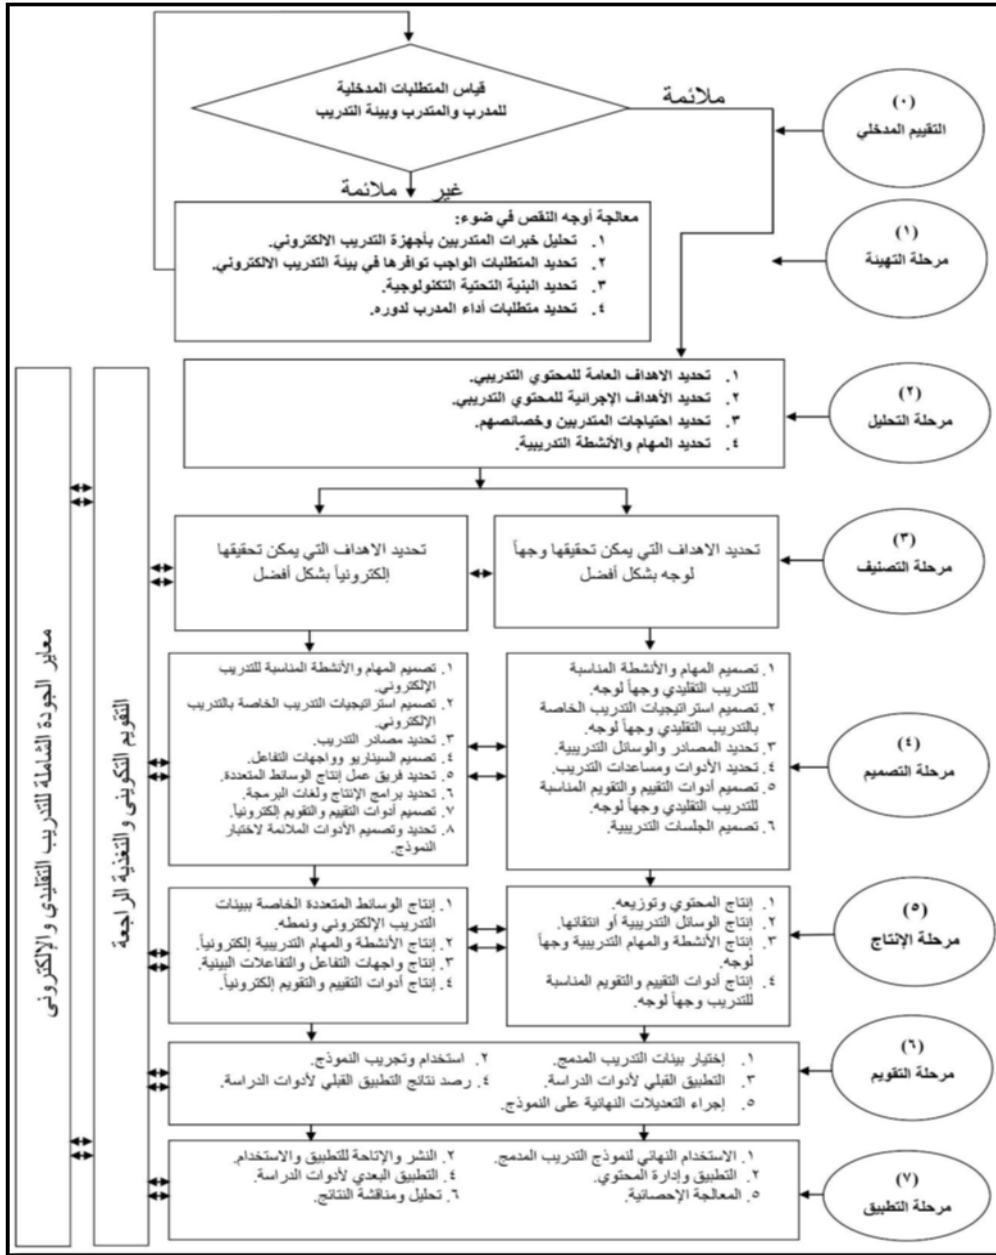 قياس المتطلبات المدخلية
للمدرب والمتدرب وبيئة التدريب
ملائمة
غير ملائمة
(٠)
التقييم المدخلي
معالجة أوجه النقص في ضوء:
١. تحليل خبرات المتدربين بأجهزة التدريب الالكتروني.
٢. تحديد المتطلبات الواجب توافرها في بيئة التدريب الالكتروني.
٣. تحديد البنية التحتية التكنولوجية.
٤. تحديد متطلبات أداء المدرب لدوره.
(١)
مرحلة التهيئة
١. تحديد الاهداف العامة للمحتوي التدريبي.
٢. تحديد الأهداف الإجرائية للمحتوي التدريبي.
٣. تحديد احتياجات المتدربين وخصائصهم.
٤. تحديد المهام والأنشطة التدريبية.
(٢)
مرحلة التحليل
تحديد الاهداف التي يمكن تحقيقها وجهاً
لوجه بشكل أفضل
تحديد الاهداف التي يمكن تحقيقها
إلكترونياً بشكل أفضل
(٣)
مرحلة التصنيف
١. تصميم المهام والأنشطة المناسبة
للتدريب التقليدي وجهاً لوجه.
٢. تصميم استراتيجيات التدريب الخاصة
بالتدريب التقليدي وجهاً لوجه.
٣. تحديد المصادر والوسائل التدريبية.
٤. تحديد الأدوات ومساعدات التدريب.
٥. تصميم أدوات التقييم والتقويم المناسبة
للتدريب التقليدي وجهاً لوجه.
٦. تصميم الجلسات التدريبية.
١. تصميم المهام والأنشطة المناسبة للتدريب
الإلكتروني.
٢. تصميم استراتيجيات التدريب الخاصة بالتدريب
الإلكتروني.
٣. تحديد مصادر التدريب.
٤. تصميم السيناريو وواجهات التفاعل.
٥. تحديد فريق عمل إنتاج الوسائط المتعددة.
٦. تحديد برامج الإنتاج ولغات البرمجة.
٧. تصميم أدوات التقييم والتقويم إلكترونياً.
٨. تحديد وتصميم الأدوات الملائمة لاختبار
النموذج.
(٤)
مرحلة التصميم
١. إنتاج المحتوي وتوزيعه.
٢. إنتاج الوسائل التدريبية أو انتقائها.
٣. إنتاج الأنشطة والمهام التدريبية وجهاً
لوجه.
٤. إنتاج أدوات التقييم والتقويم المناسبة
للتدريب وجهاً لوجه.
١. إنتاج الوسائط المتعددة الخاصة ببيئات
التدريب الإلكتروني ونمطه.
٢. إنتاج الأنشطة والمهام التدريبية إلكترونياً.
٣. إنتاج واجهات التفاعل والتفاعلات البينية.
٤. إنتاج أدوات التقييم والتقويم إلكترونياً.
(٥)
مرحلة الإنتاج
١. إختيار بيئات التدريب المدمج. ٢. استخدام وتجريب النموذج.
٣. التطبيق القبلي لأدوات الدراسة. ٤. رصد نتائج التطبيق القبلي لأدوات الدراسة.
٥. إجراء التعديلات النهائية على النموذج.
(٦)
مرحلة التقويم
١. الاستخدام النهائي لنموذج التدريب المدمج. ٢. النشر والإتاحة للتطبيق والاستخدام.
٢. التطبيق وإدارة المحتوي. ٤. التطبيق البعدي لأدوات الدراسة.
٥. المعالجة الإحصائية. ٦. تحليل ومناقشة النتائج.
(٧)
مرحلة التطبيق
التقويم التكويني والتغذية الراجعة
معاير الجودة الشاملة للتدريب التقليدي والإلكتروني